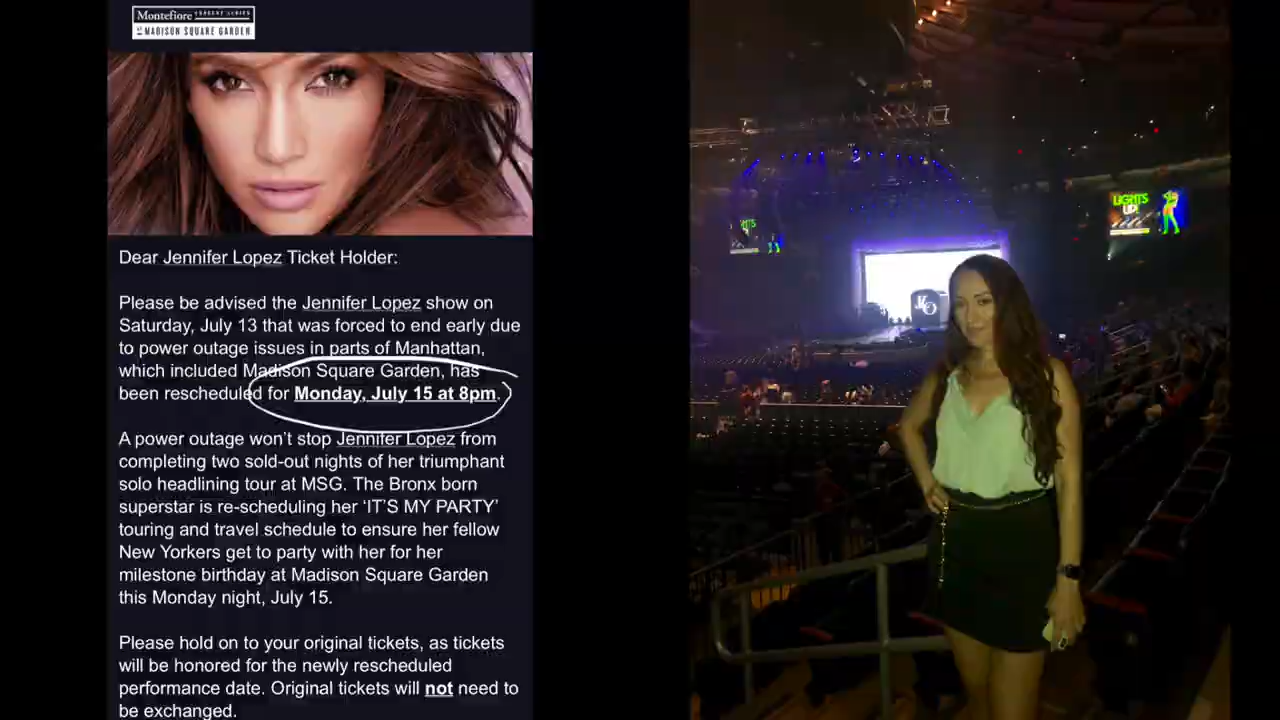 Montefiore
AT MADISON SQUARE GARDEN
Dear Jennifer Lopez Ticket Holder:
Please be advised the Jennifer Lopez show on
Saturday, July 13 that was forced to end early due
to power outage issues in parts of Manhattan,
which included Madison Square Garden, has
been rescheduled for Monday, July 15 at 8pm.
A power outage won’t stop Jennifer Lopez from
completing two sold-out nights of her triumphant
solo headlining tour at MSG. The Bronx born
superstar is re-scheduling her ‘IT’S MY PARTY’
touring and travel schedule to ensure her fellow
New Yorkers get to party with her for her
milestone birthday at Madison Square Garden
this Monday night, July 15.
Please hold on to your original tickets, as tickets
will be honored for the newly rescheduled
performance date. Original tickets will not need to
be exchanged.
LIGHTS
UP!